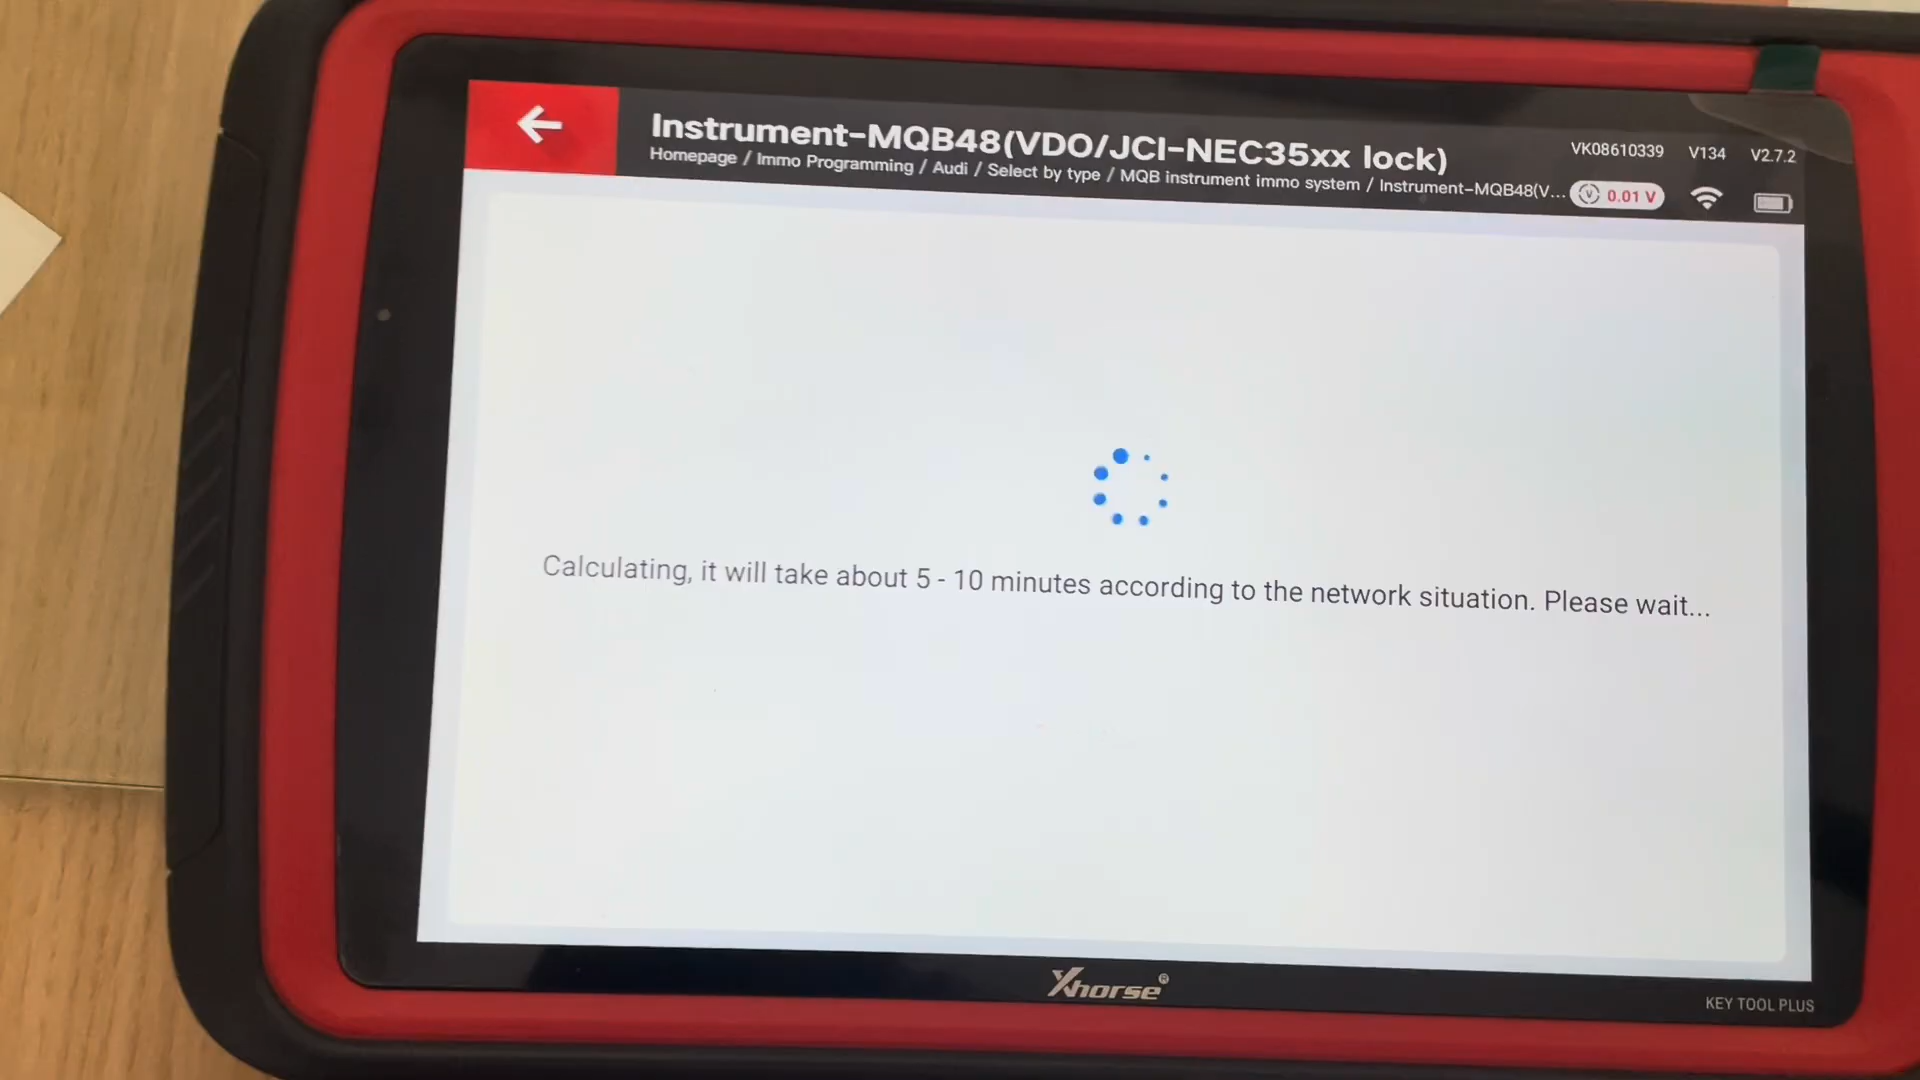 Instrument-MQB48(VDO/JCI-NEC35xx lock)
VK08610339 V134 V2.7.2
Homepage / Immo Programming / Audi / Select by type / MQB instrument immo system / Instrument-MQB48(V...
0.01 V
Calculating, it will take about 5 - 10 minutes according to the network situation. Please wait...
Xhorse®
KEY TOOL PLUS